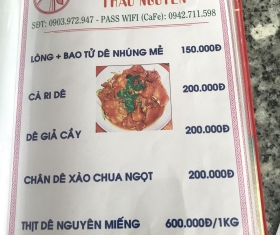 THẢO NGUYÊN
SĐT: 0903.972.947 - PASS WIFI (CaFe): 0942.711.598
LÒNG + BAO TỬ DÊ NHÚNG MẺ 150.000Đ
CÀ RI DÊ 200.000Đ
DÊ GIẢ CẦY 200.000Đ
CHÂN DÊ XÀO CHUA NGỌT 200.000Đ
THỊT DÊ NGUYÊN MIẾNG 600.000Đ/1KG